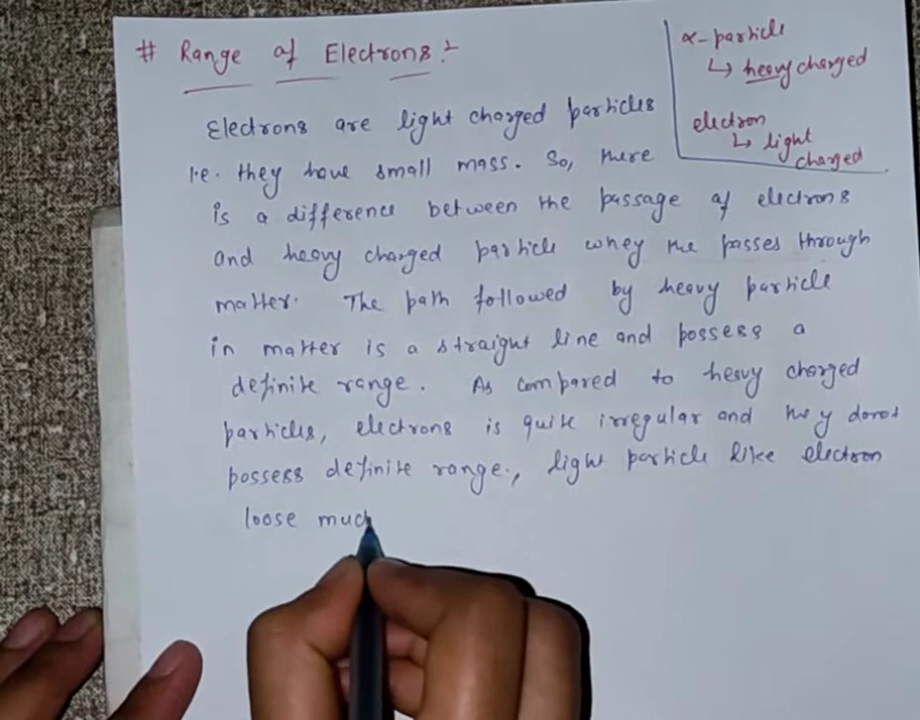 # Range of Electrons :-
α-particle
↳ heavy charged
electron
↳ light
charged
Electrons are light charged particles
i.e. they have small mass. So, there
is a difference between the passage of electrons
and heavy charged particle whey the passes through
matter. The path followed by heavy particle
in matter is a straight line and possess a
definite range. As compared to heavy charged
particles, electrons is quite irregular and they donot
possess definite range., light particle like electron
loose much